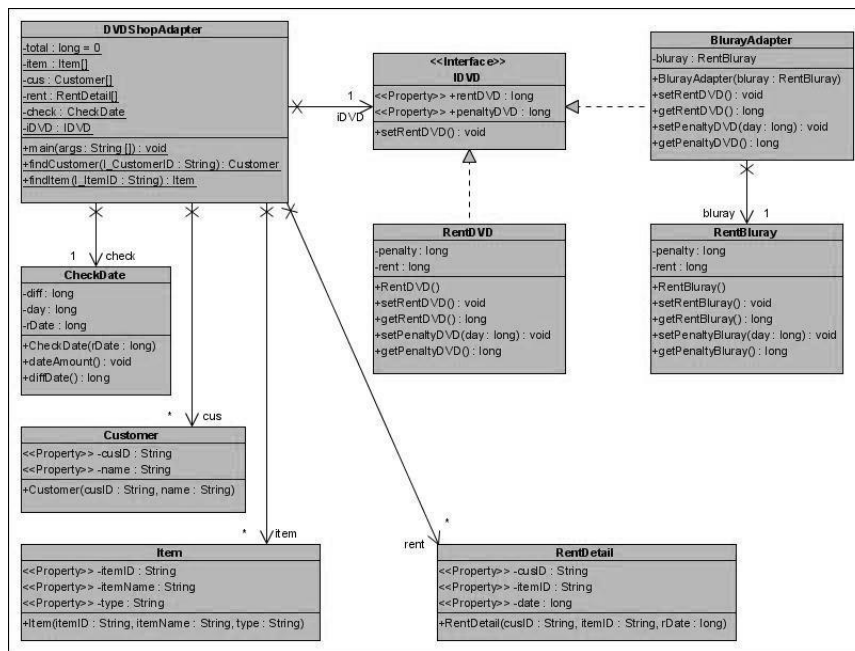 DVDShopAdapter
-total : long = 0
-item : Item[]
-cus : Customer[]
-rent : RentDetail[]
-check : CheckDate
-iDVD : IDVD
+main(args : String []) : void
+findCustomer(l_CustomerID : String) : Customer
+findItem(l_ItemID : String) : Item
1
iDVD
<<Interface>>
IDVD
<<Property>> +rentDVD : long
<<Property>> +penaltyDVD : long
+setRentDVD() : void
BlurayAdapter
-bluray : RentBluray
+BlurayAdapter(bluray : RentBluray)
+setRentDVD() : void
+getRentDVD() : long
+setPenaltyDVD(day : long) : void
+getPenaltyDVD() : long
bluray
1
1
check
CheckDate
-diff : long
-day : long
-rDate : long
+CheckDate(rDate : long)
+dateAmount() : void
+diffDate() : long
RentDVD
-penalty : long
-rent : long
+RentDVD()
+setRentDVD() : void
+getRentDVD() : long
+setPenaltyDVD(day : long) : void
+getPenaltyDVD() : long
RentBluray
-penalty : long
-rent : long
+RentBluray()
+setRentBluray() : void
+getRentBluray() : long
+setPenaltyBluray(day : long) : void
+getPenaltyBluray() : long
*
cus
Customer
<<Property>> -cusID : String
<<Property>> -name : String
+Customer(cusID : String, name : String)
*
item
Item
<<Property>> -itemID : String
<<Property>> -itemName : String
<<Property>> -type : String
+Item(itemID : String, itemName : String, type : String)
rent
*
RentDetail
<<Property>> -cusID : String
<<Property>> -itemID : String
<<Property>> -date : long
+RentDetail(cusID : String, itemID : String, rDate : long)